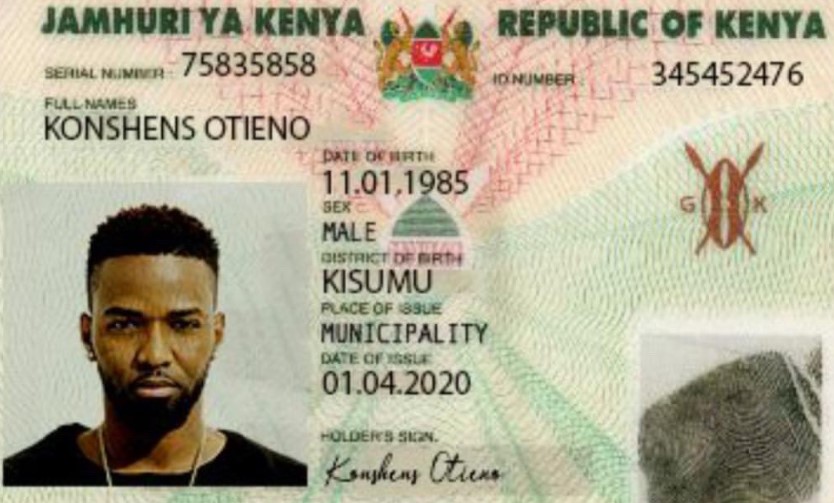 JAMHURI YA KENYA REPUBLIC OF KENYA
SERIAL NUMBER: 75835858 ID NUMBER: 345452476
FULL NAMES
KONSHENS OTIENO
DATE OF BIRTH
11.01.1985
SEX
G K
MALE
DISTRICT OF BIRTH
KISUMU
PLACE OF ISSUE
MUNICIPALITY
DATE OF ISSUE
01.04.2020
HOLDER'S SIGN.
Konshens Otieno